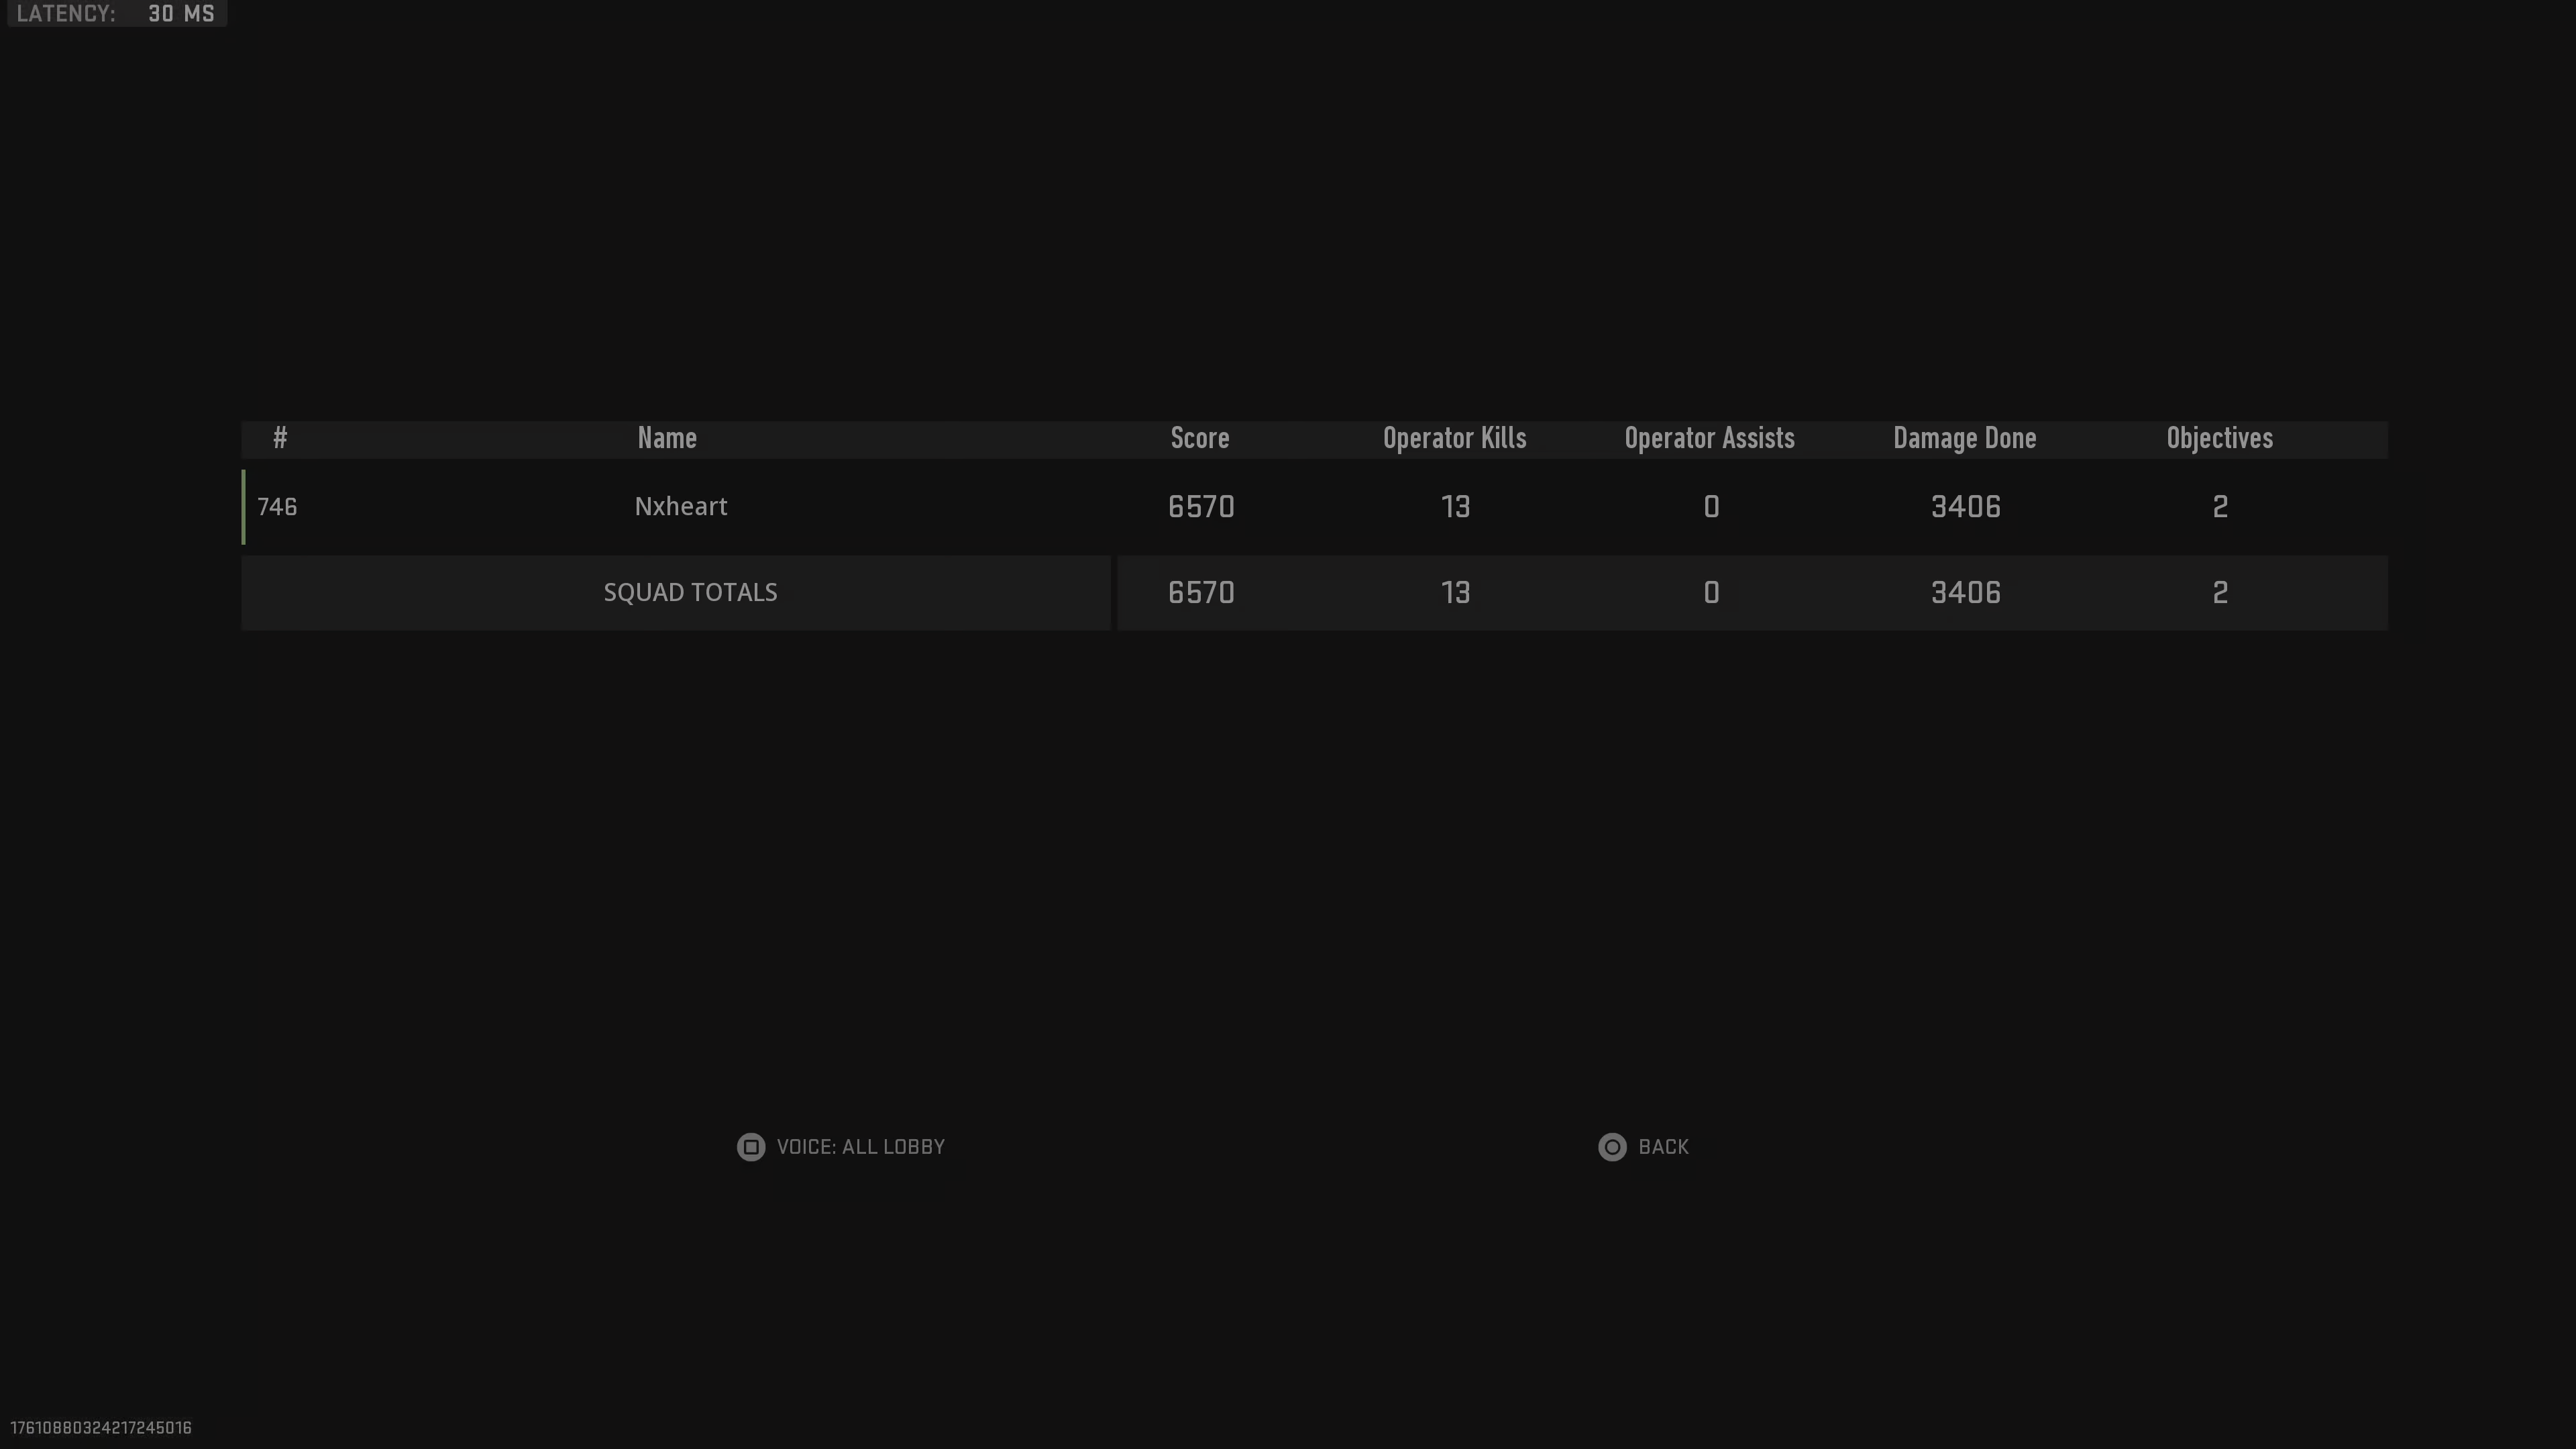 LATENCY: 30 MS
# Name Score Operator Kills Operator Assists Damage Done Objectives
746 Nxheart 6570 13 0 3406 2
SQUAD TOTALS 6570 13 0 3406 2
VOICE: ALL LOBBY BACK
17610880324217245016